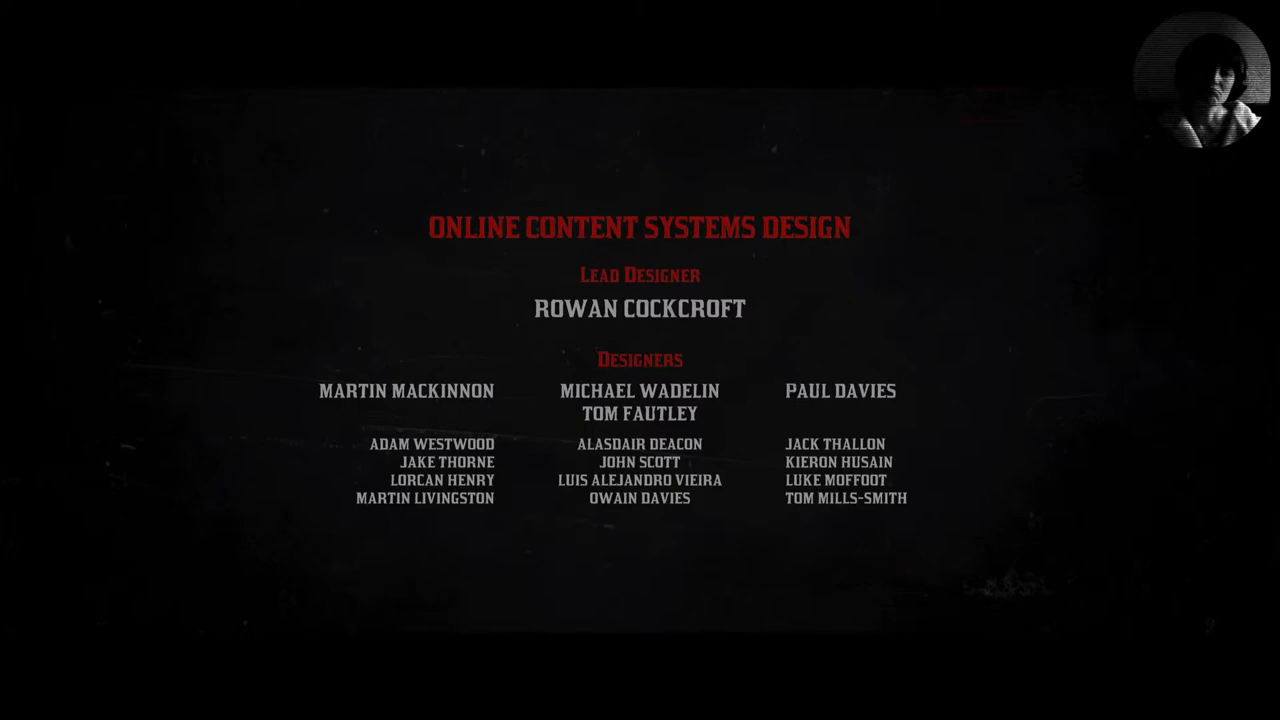 ONLINE CONTENT SYSTEMS DESIGN
LEAD DESIGNER
ROWAN COCKCROFT
DESIGNERS
MARTIN MACKINNON MICHAEL WADELIN PAUL DAVIES
TOM FAUTLEY
ADAM WESTWOOD ALASDAIR DEACON JACK THALLON
JAKE THORNE JOHN SCOTT KIERON HUSAIN
LORCAN HENRY LUIS ALEJANDRO VIEIRA LUKE MOFFOOT
MARTIN LIVINGSTON OWAIN DAVIES TOM MILLS-SMITH